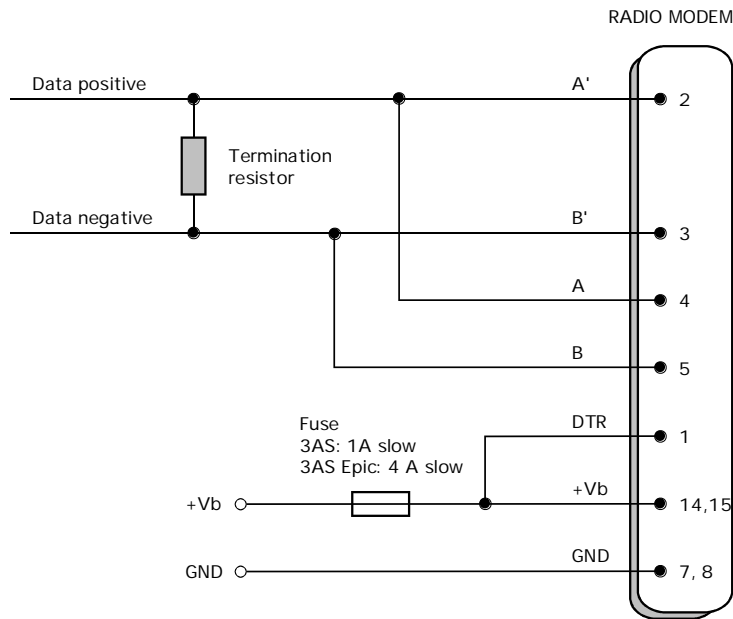 RADIO MODEM
Data positive
A'
2
Termination
resistor
Data negative
B'
3
A
4
B
5
Fuse
3AS: 1A slow
3AS Epic: 4 A slow
DTR
1
+Vb
+Vb
14,15
GND
GND
7, 8